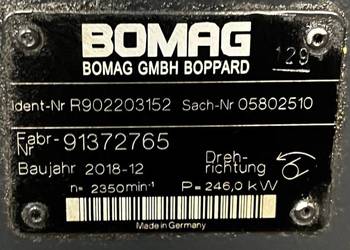 BOMAG
BOMAG GMBH BOPPARD
129
Ident-Nr R902203152 Sach-Nr 05802510
Fabr-Nr 91372765
Baujahr 2018-12 Dreh-richtung
n= 2350min⁻¹ P= 246,0 kW
Made in Germany